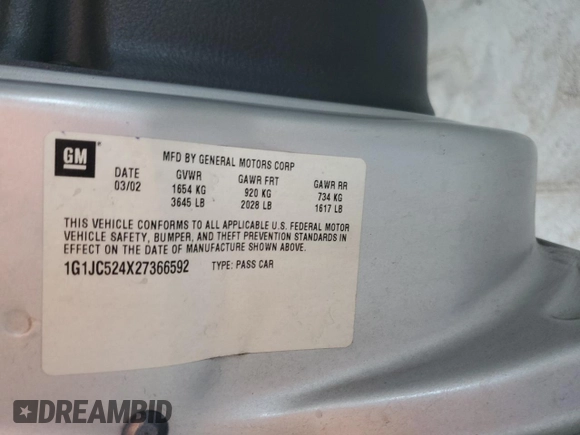 GM
MFD BY GENERAL MOTORS CORP
DATE GVWR GAWR FRT GAWR RR
03/02 1654 KG 920 KG 734 KG
3645 LB 2028 LB 1617 LB
THIS VEHICLE CONFORMS TO ALL APPLICABLE U.S. FEDERAL MOTOR
VEHICLE SAFETY, BUMPER, AND THEFT PREVENTION STANDARDS IN
EFFECT ON THE DATE OF MANUFACTURE SHOWN ABOVE.
1G1JC524X27366592 TYPE: PASS CAR
DREAMBID